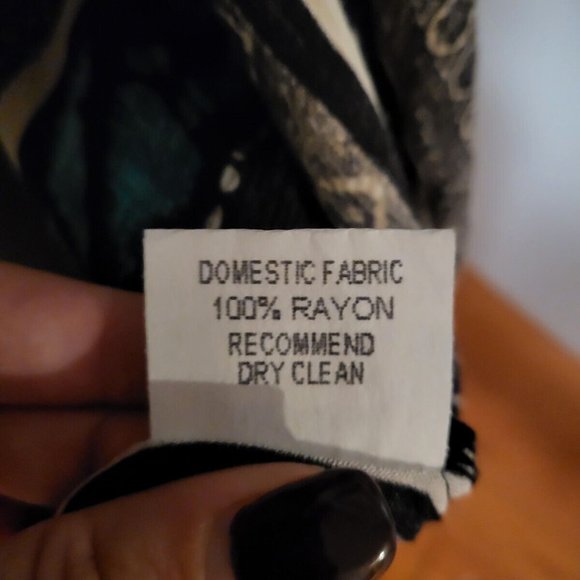 DOMESTIC FABRIC
100% RAYON
RECOMMEND
DRY CLEAN